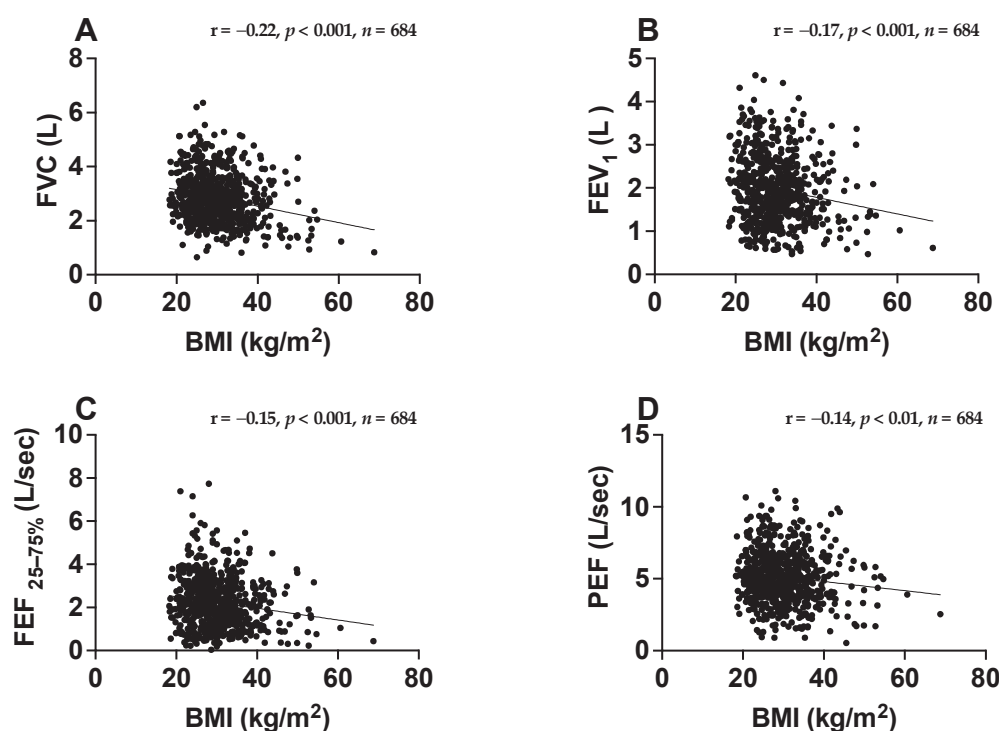 A
r = −0.22, p < 0.001, n = 684
FVC (L)
8
6
4
2
0
0 20 40 60 80
BMI (kg/m²)
B
r = −0.17, p < 0.001, n = 684
FEV₁ (L)
5
4
3
2
1
0
0 20 40 60 80
BMI (kg/m²)
C
r = −0.15, p < 0.001, n = 684
FEF 25–75% (L/sec)
10
8
6
4
2
0
0 20 40 60 80
BMI (kg/m²)
D
r = −0.14, p < 0.01, n = 684
PEF (L/sec)
15
10
5
0
0 20 40 60 80
BMI (kg/m²)